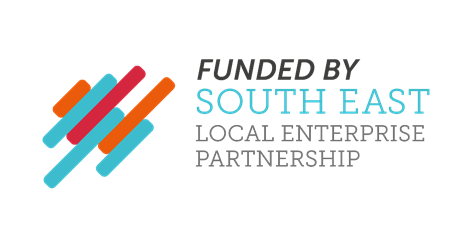 FUNDED BY
SOUTH EAST
LOCAL ENTERPRISE
PARTNERSHIP